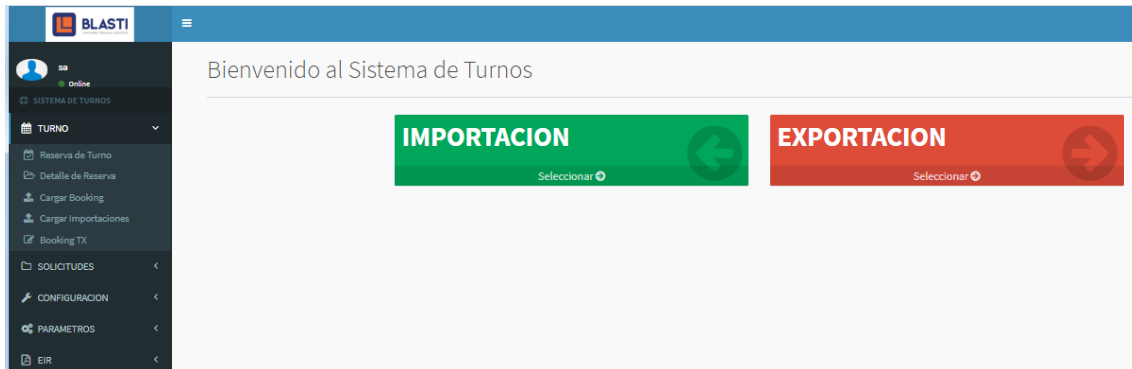 BLASTI
sa
Online
SISTEMA DE TURNOS
TURNO
Reserva de Turno
Detalle de Reserva
Cargar Booking
Cargar Importaciones
Booking TX
SOLICITUDES
CONFIGURACION
PARAMETROS
EIR
Bienvenido al Sistema de Turnos
IMPORTACION
Seleccionar
EXPORTACION
Seleccionar